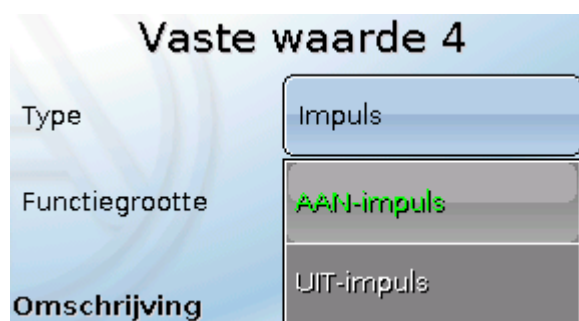 Vaste waarde 4
Type Impuls
Functiegrootte AAN-impuls
UIT-impuls
Omschrijving